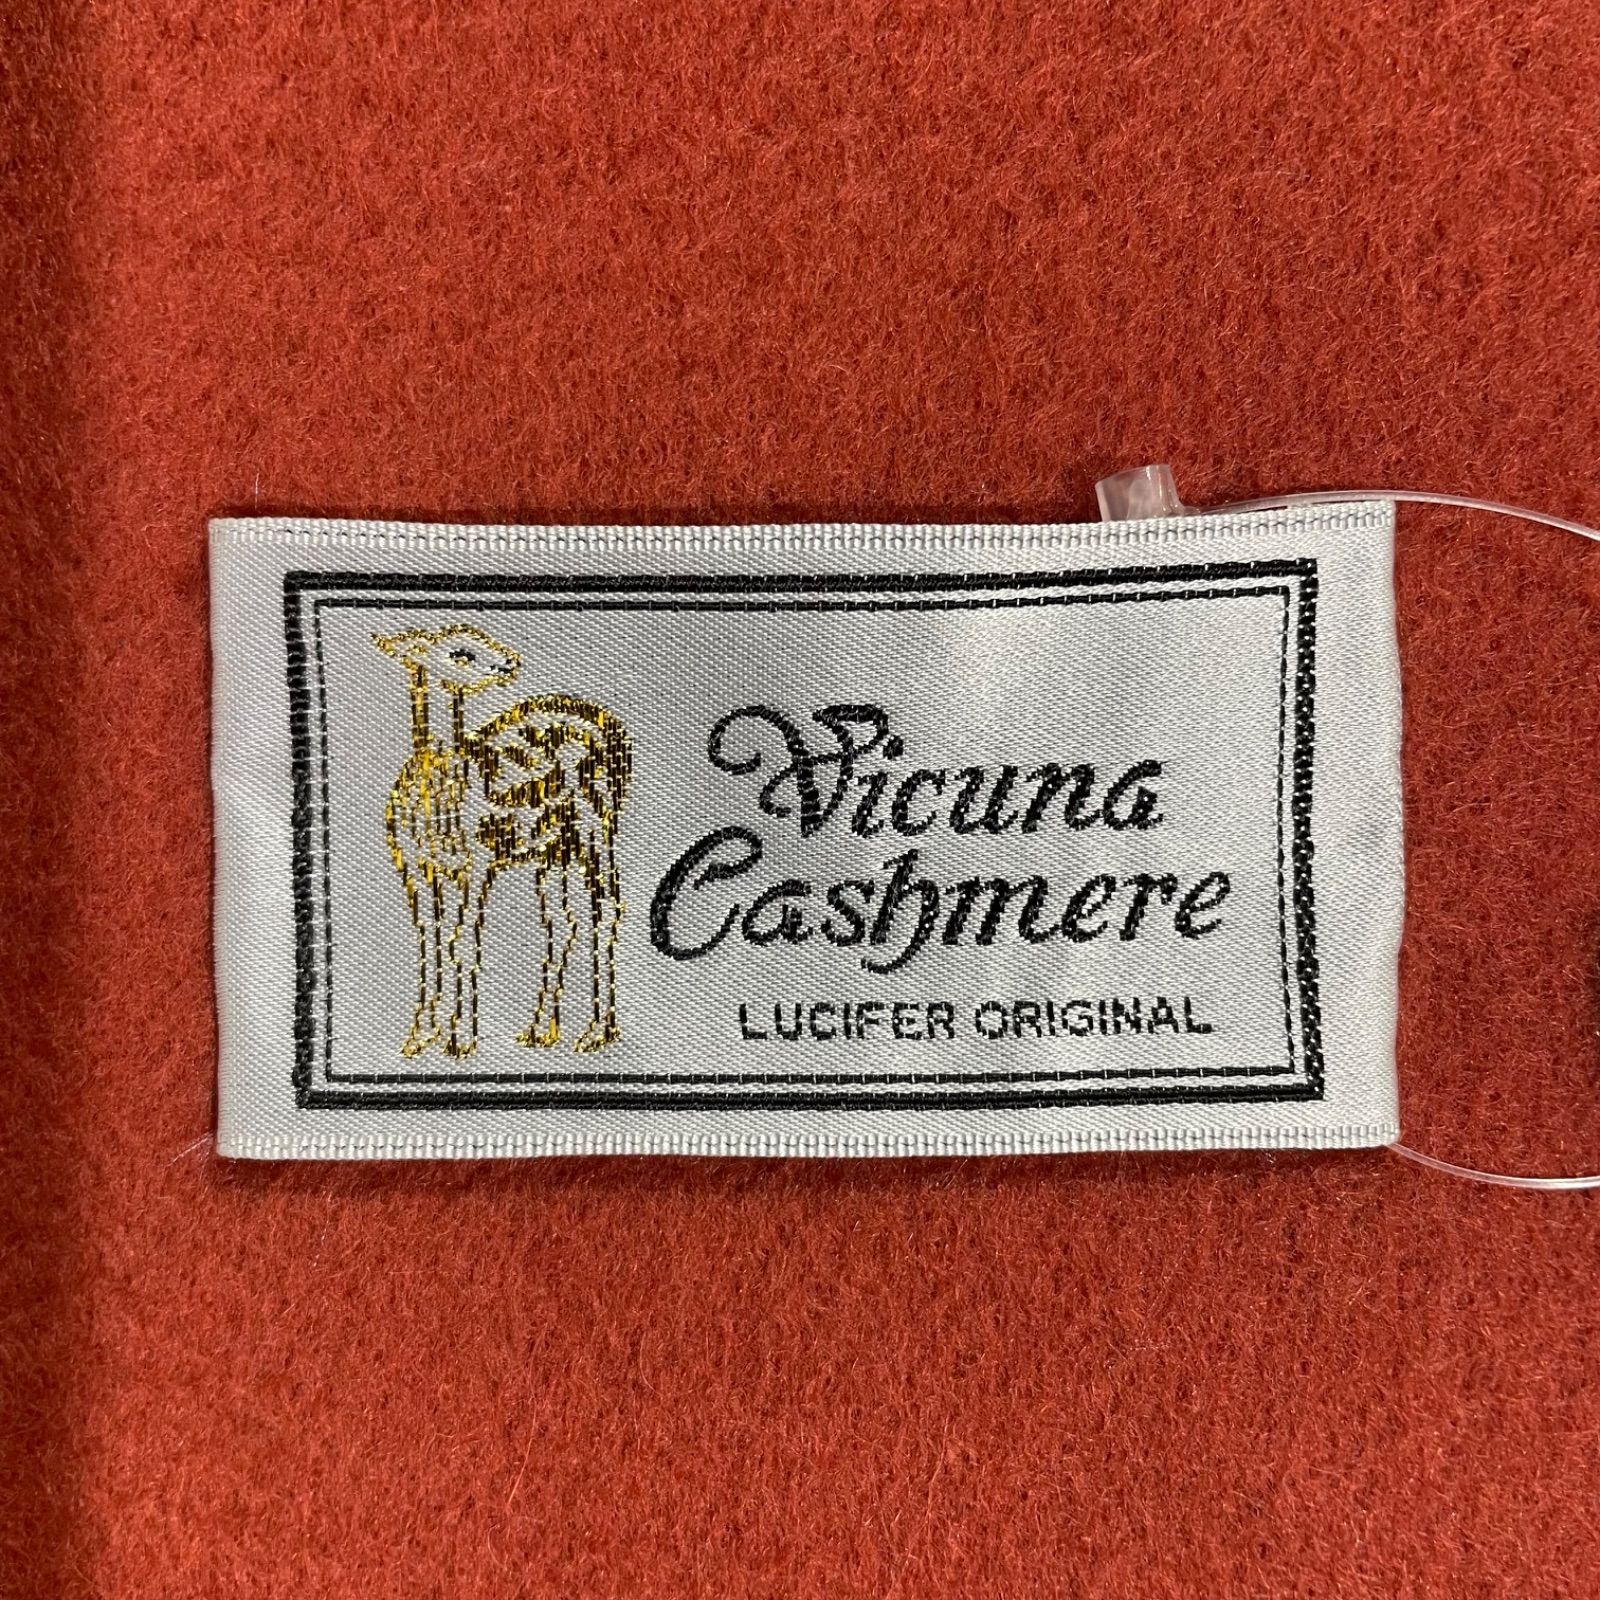 Vicuna
Cashmere
LUCIFER ORIGINAL